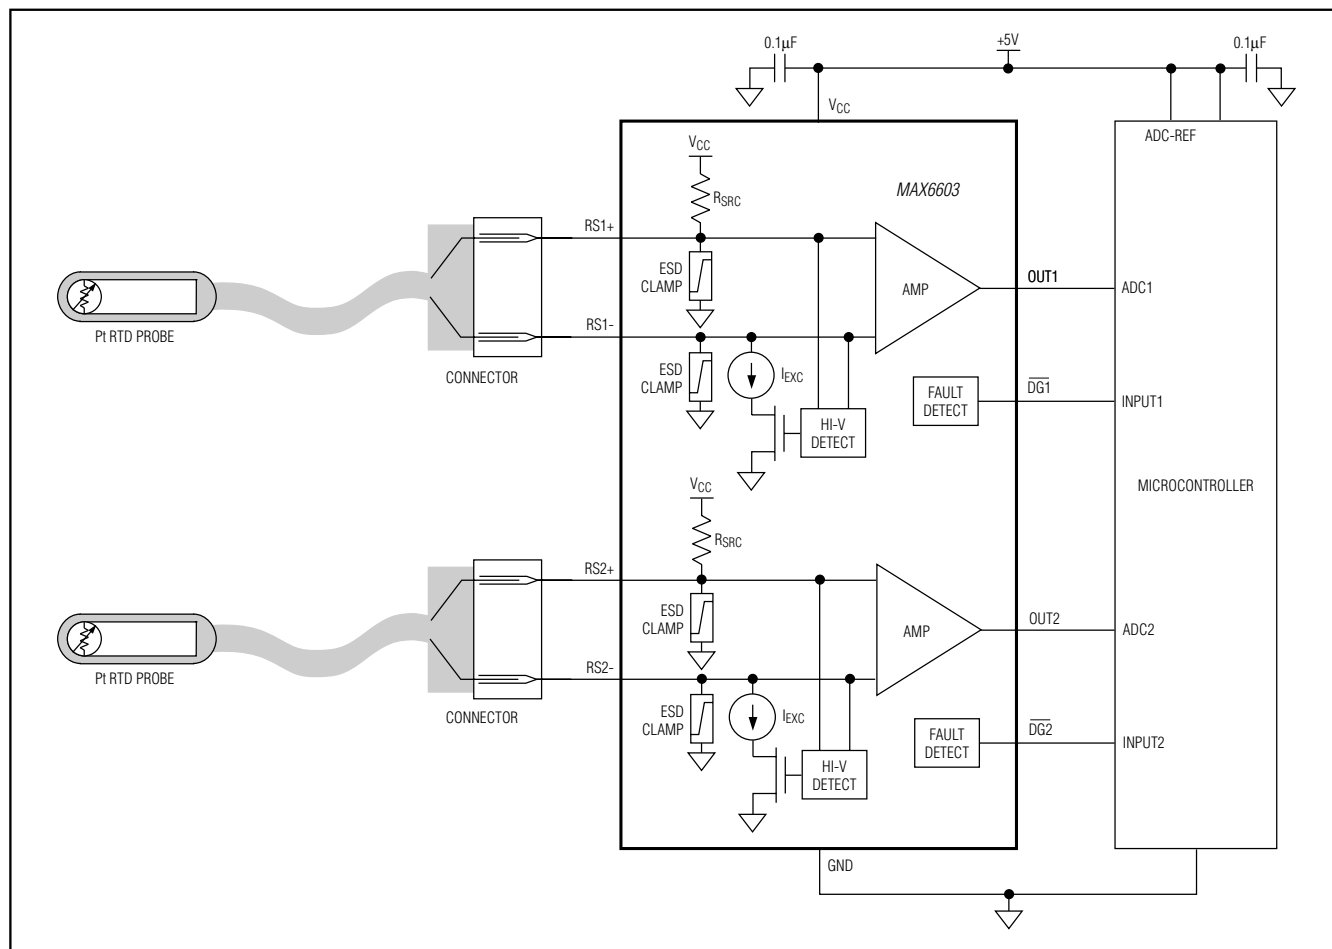 +5V
0.1μF
0.1μF
VCC
ADC-REF
VCC
MAX6603
RSRC
RS1+
ESD
CLAMP
AMP
OUT1
ADC1
Pt RTD PROBE
RS1-
CONNECTOR
ESD
CLAMP
IEXC
FAULT
DETECT
DG1
INPUT1
HI-V
DETECT
MICROCONTROLLER
VCC
RSRC
RS2+
ESD
CLAMP
AMP
OUT2
ADC2
Pt RTD PROBE
RS2-
CONNECTOR
ESD
CLAMP
IEXC
FAULT
DETECT
DG2
INPUT2
HI-V
DETECT
GND